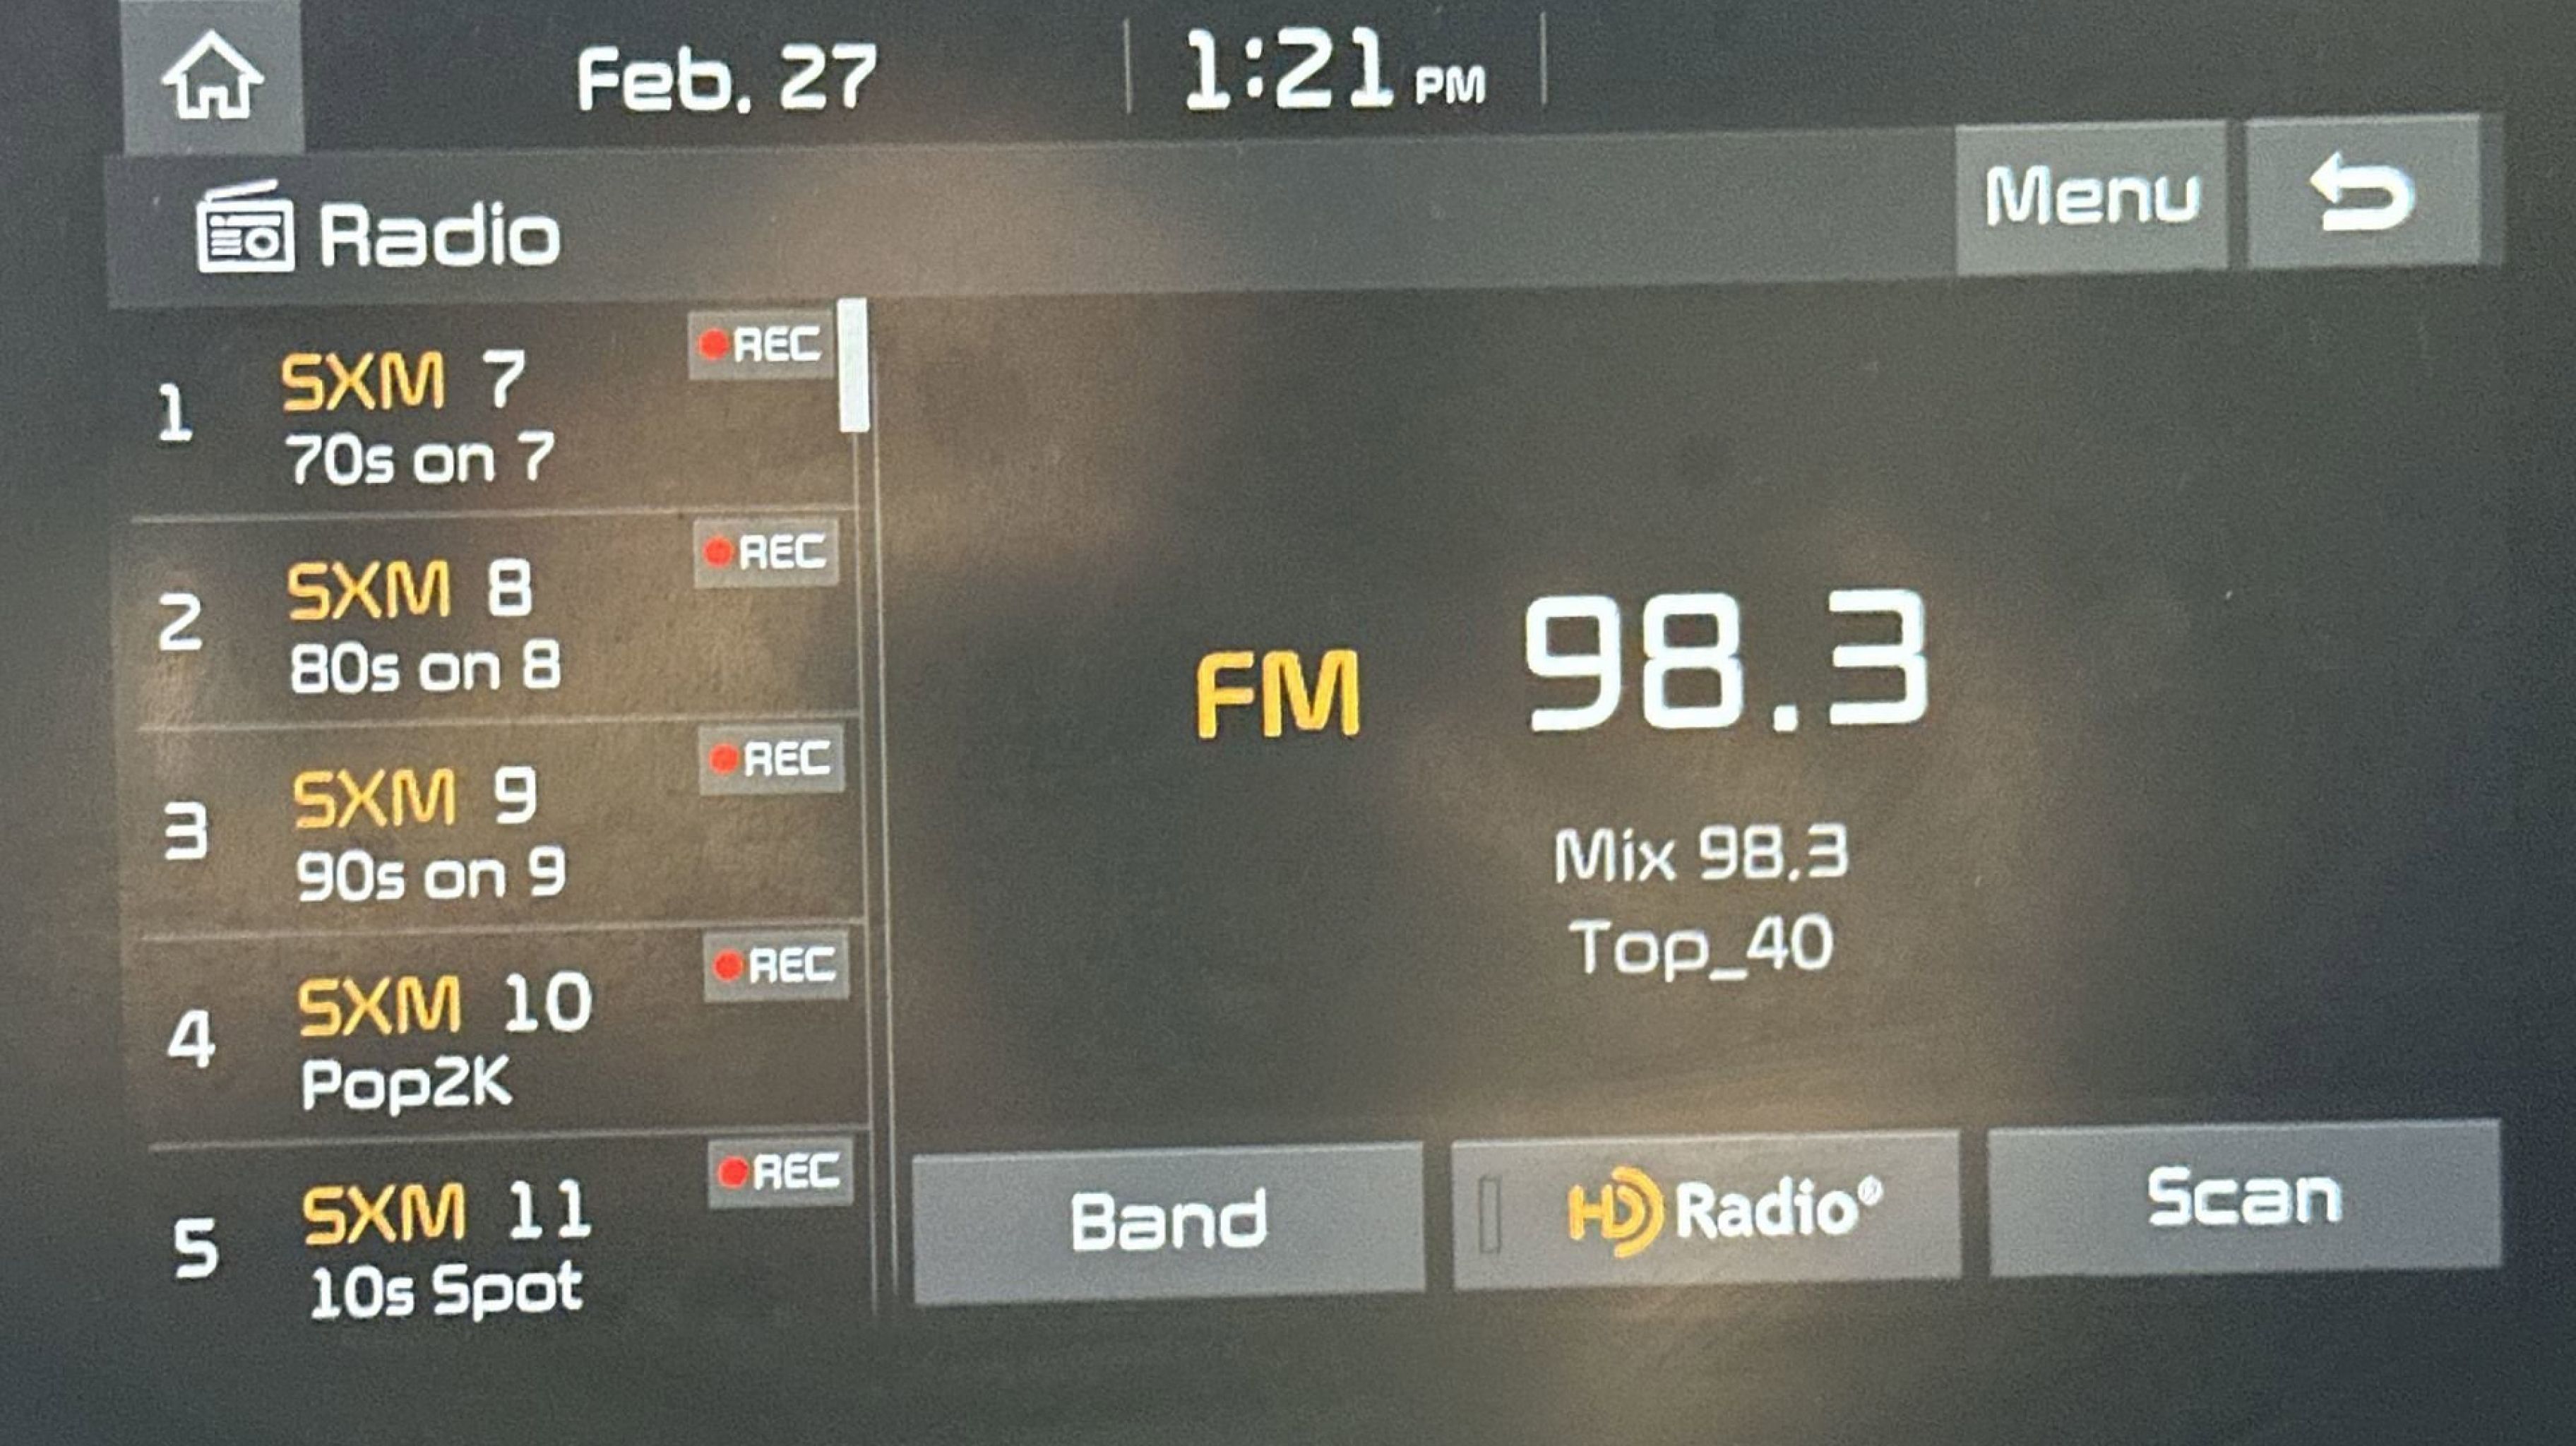 Feb. 27
1:21 PM
Menu
Radio
1 SXM 7 REC
70s on 7
2 SXM 8 REC
80s on 8
3 SXM 9 REC
90s on 9
4 SXM 10 REC
Pop2K
5 SXM 11 REC
10s Spot
FM 98.3
Mix 98.3
Top_40
Band
HD Radio®
Scan